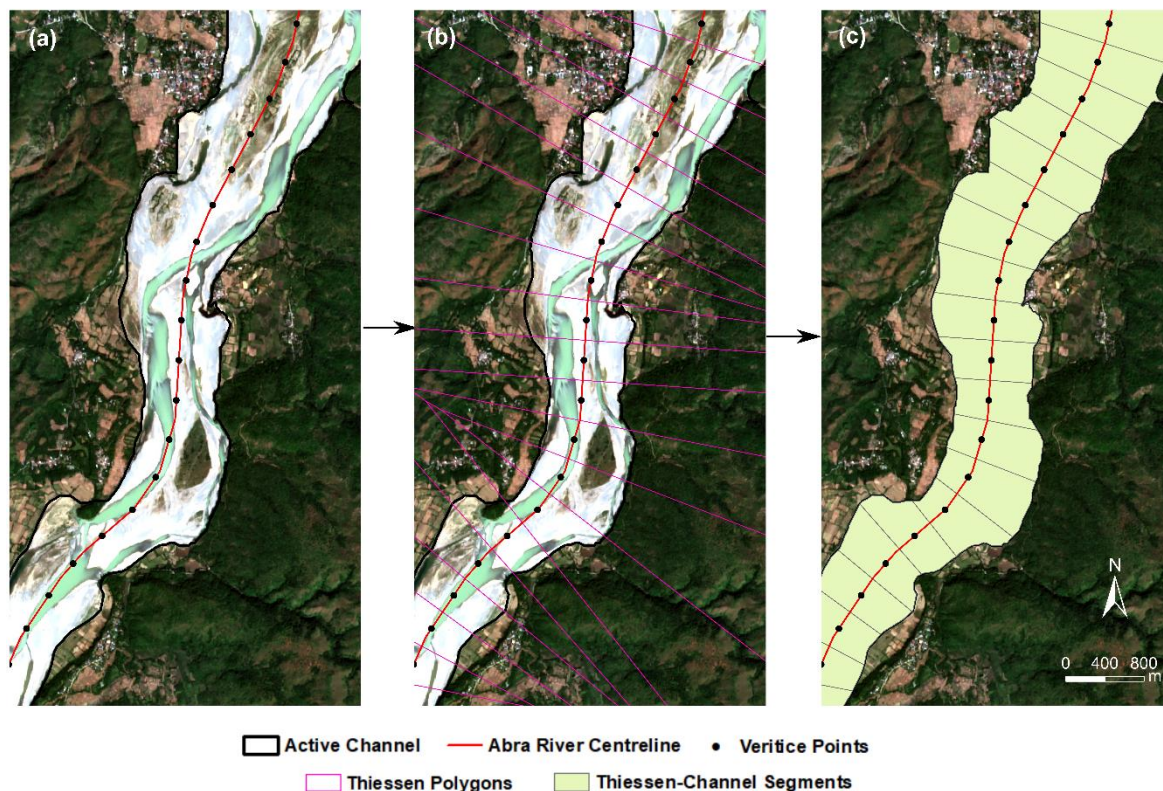 (a)
(b)
(c)
N
0 400 800
m
Active Channel
Abra River Centreline
Veritice Points
Thiessen Polygons
Thiessen-Channel Segments